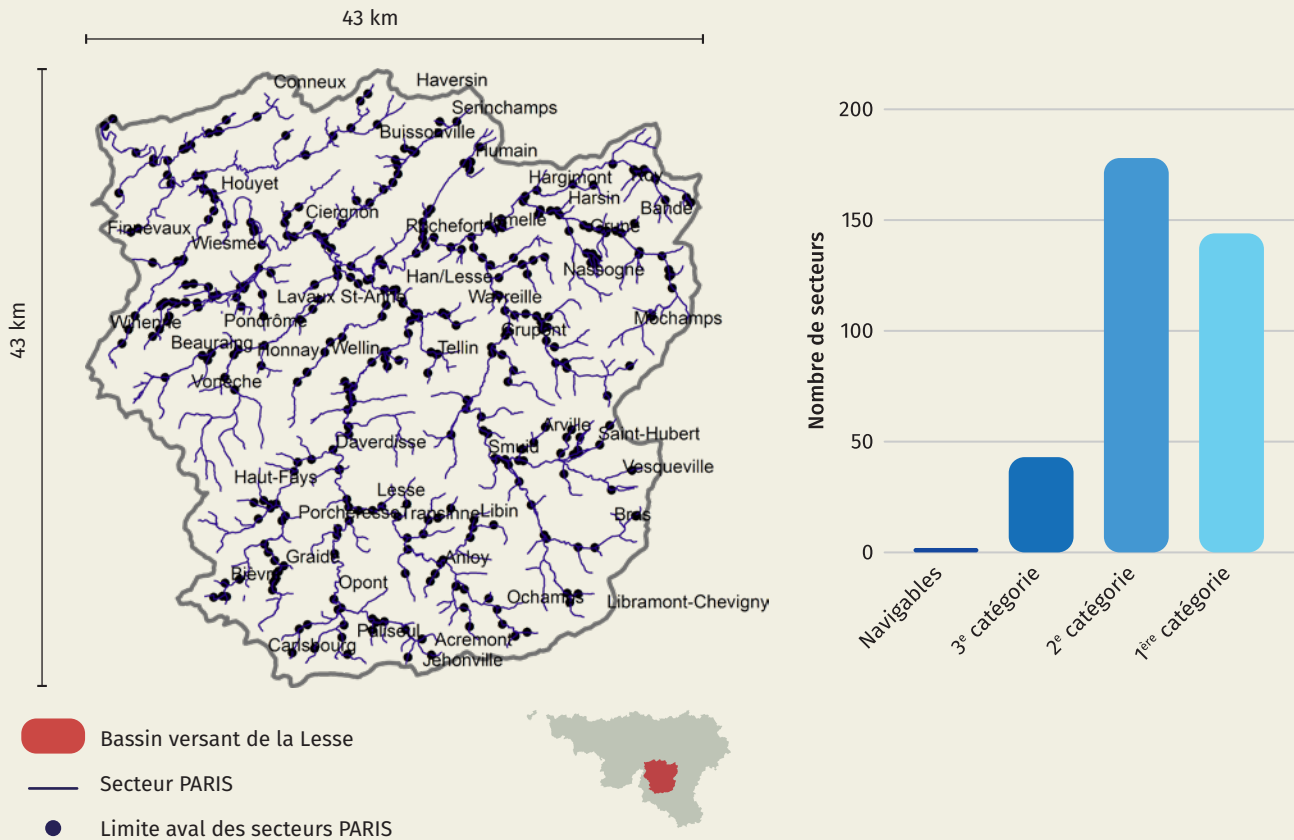 43 km
43 km
Conneux
Haversin
Serinchamps
Buissonville
Humain
Houyet
Hargimont
Roy
Harsin
Bande
Ciergnon
Finnevaux
Rochefort
Jemelle
Grune
Wiesme
Han/Lesse
Nassogne
Lavaux St-Anne
Wavreille
Winenne
Pondrôme
Mochamps
Grupont
Beauraing
Honnay
Wellin
Tellin
Vonêche
Arville
Saint-Hubert
Daverdisse
Smuid
Vesqueville
Haut-Fays
Lesse
Porcheresse
Transinne
Libin
Bras
Graide
Anloy
Bièvre
Opont
Ochamps
Libramont-Chevigny
Paliseul
Acremont
Carlsbourg
Jehonville
Bassin versant de la Lesse
Secteur PARIS
Limite aval des secteurs PARIS
Nombre de secteurs
200
150
100
50
0
Navigables
3e catégorie
2e catégorie
1ère catégorie